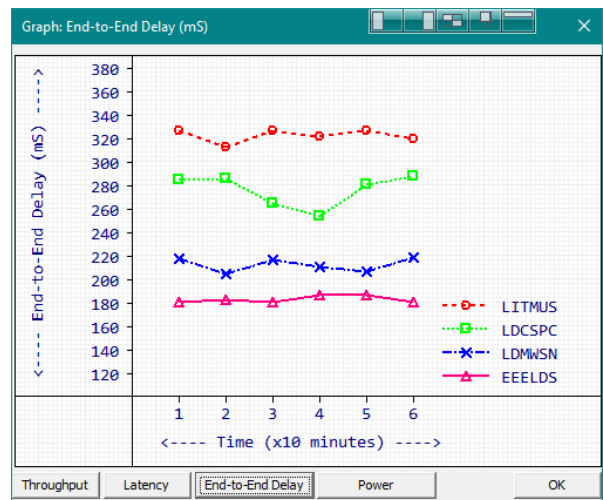 Graph: End-to-End Delay (mS)
380
360
340
320
300
280
260
240
220
200
180
160
140
120
<---- End-to-End Delay (mS) ---->
LITMUS
LDCSPC
LDMWSN
EEELDS
1 2 3 4 5 6
<---- Time (x10 minutes) ---->
Throughput Latency End-to-End Delay Power OK